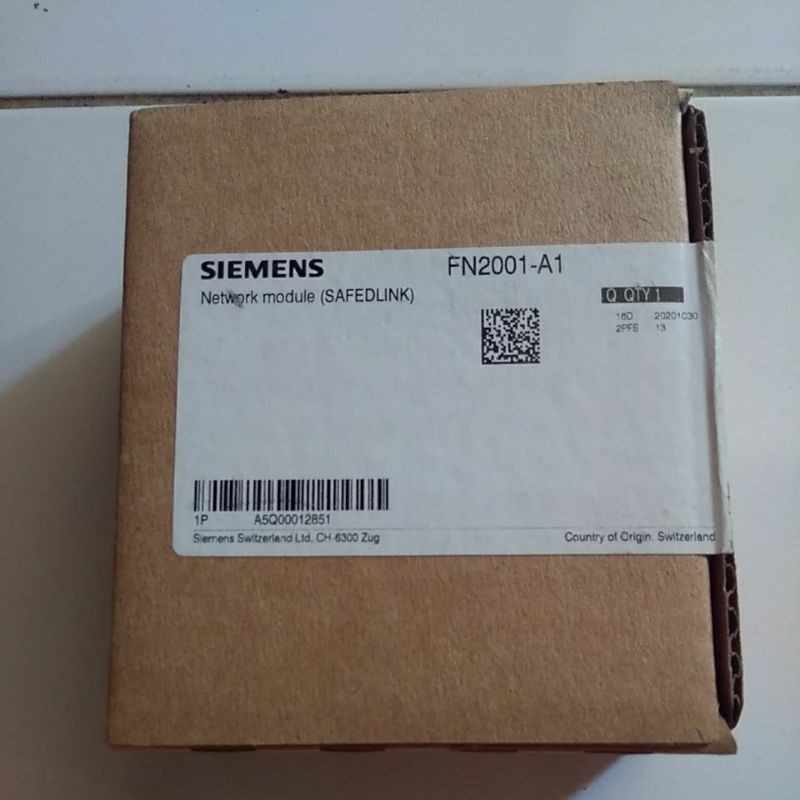 SIEMENS FN2001-A1
Network module (SAFEDLINK)
Q QTY 1
16D 20201030
2PFS 13
1P A5Q00012851
Siemens Switzerland Ltd, CH-6300 Zug Country of Origin: Switzerland